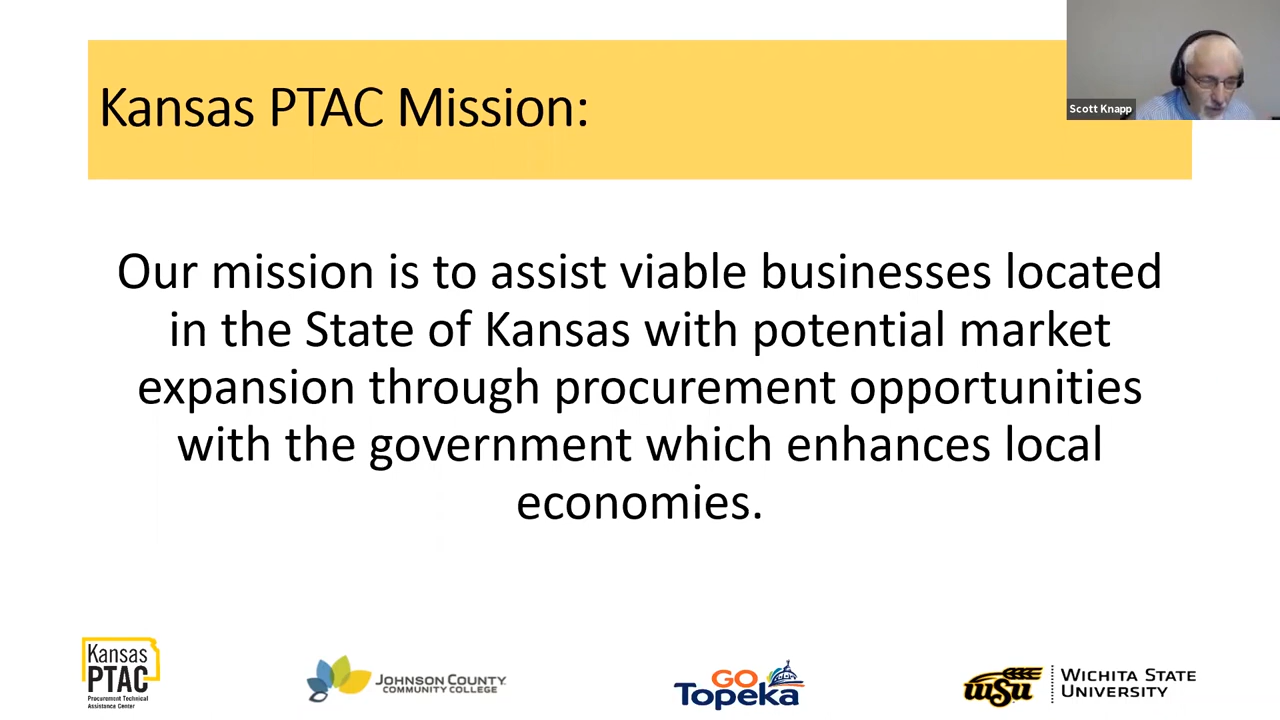 Kansas PTAC Mission:
Scott Knapp
Our mission is to assist viable businesses located
in the State of Kansas with potential market
expansion through procurement opportunities
with the government which enhances local
economies.
Kansas
PTAC
Procurement Technical
Assistance Center
JOHNSON COUNTY
COMMUNITY COLLEGE
GO
Topeka
WSU
WICHITA STATE
UNIVERSITY